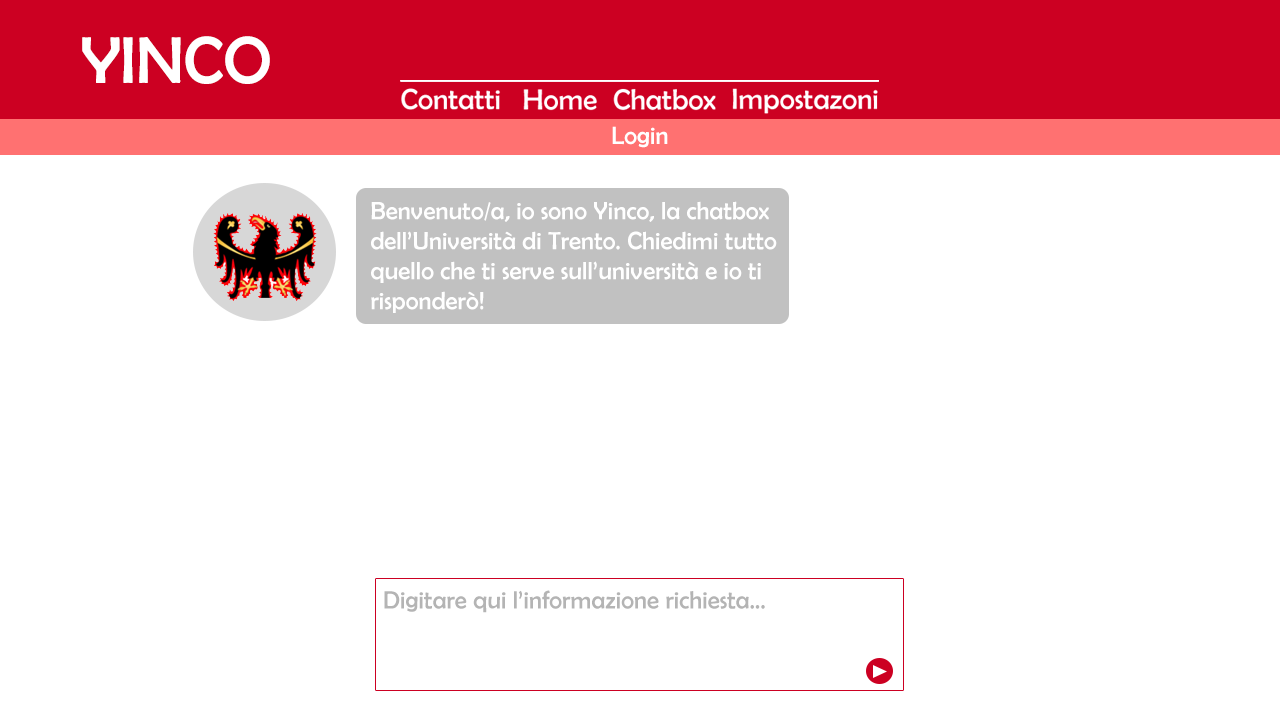 YINCO
Contatti Home Chatbox Impostazoni
Login
Benvenuto/a, io sono Yinco, la chatbox
dell'Università di Trento. Chiedimi tutto
quello che ti serve sull'università e io ti
risponderò!
Digitare qui l'informazione richiesta...